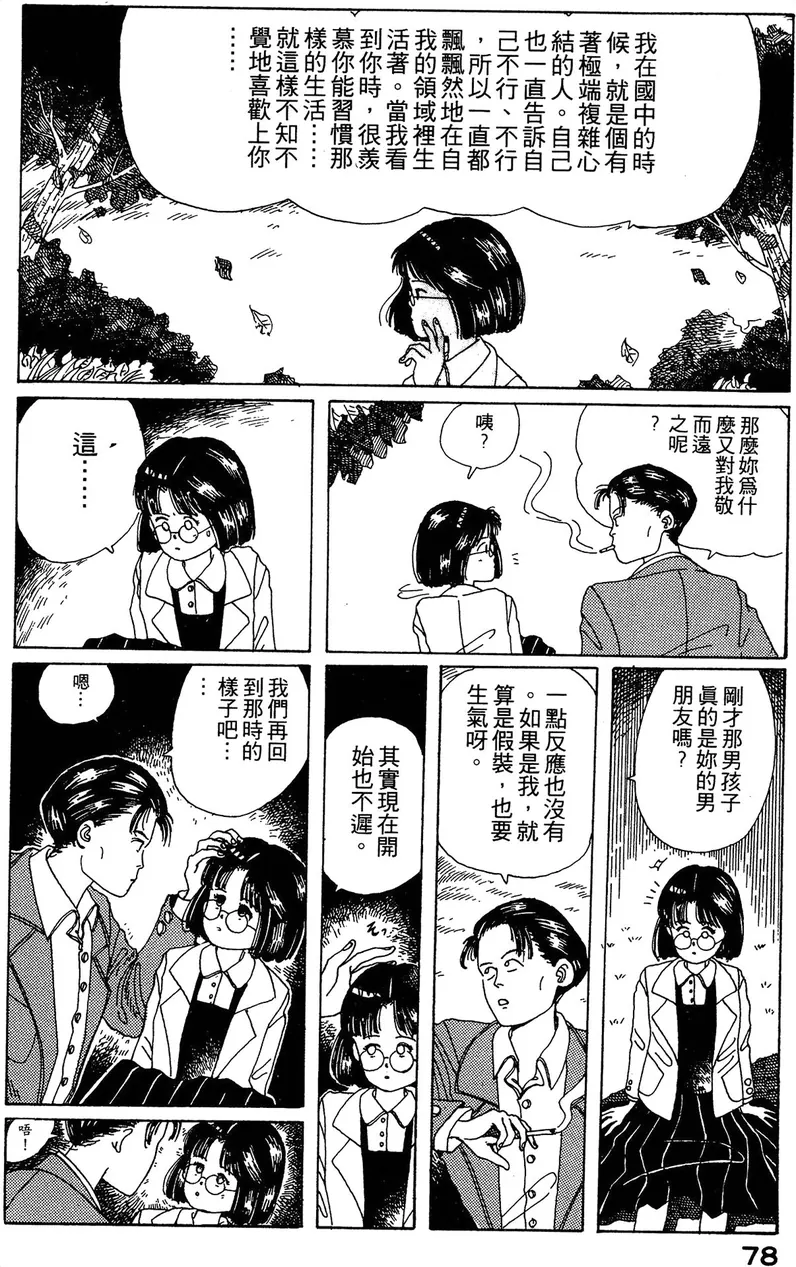 我在國中的時
候，就是個有
著極端複雜心
結的人。自己
也一直告訴自
己不行、不行
，所以一直都
飄飄然地在自
我的領域裡生
活著。當我看
到你時，很羨
慕你能習慣那
樣的生活……
就這樣不知不
覺地喜歡上你
……
那麼妳爲什
麼又對我敬
而遠之呢
？
咦？
這……
剛才那男孩子
眞的是妳的男
朋友嗎？
一點反應也沒有
。如果是我，就
算是假裝，也要
生氣呀。
其實現在開
始也不遲。
そっ
我們再回
到那時的
樣子吧…
…
嗯…
唔！
78